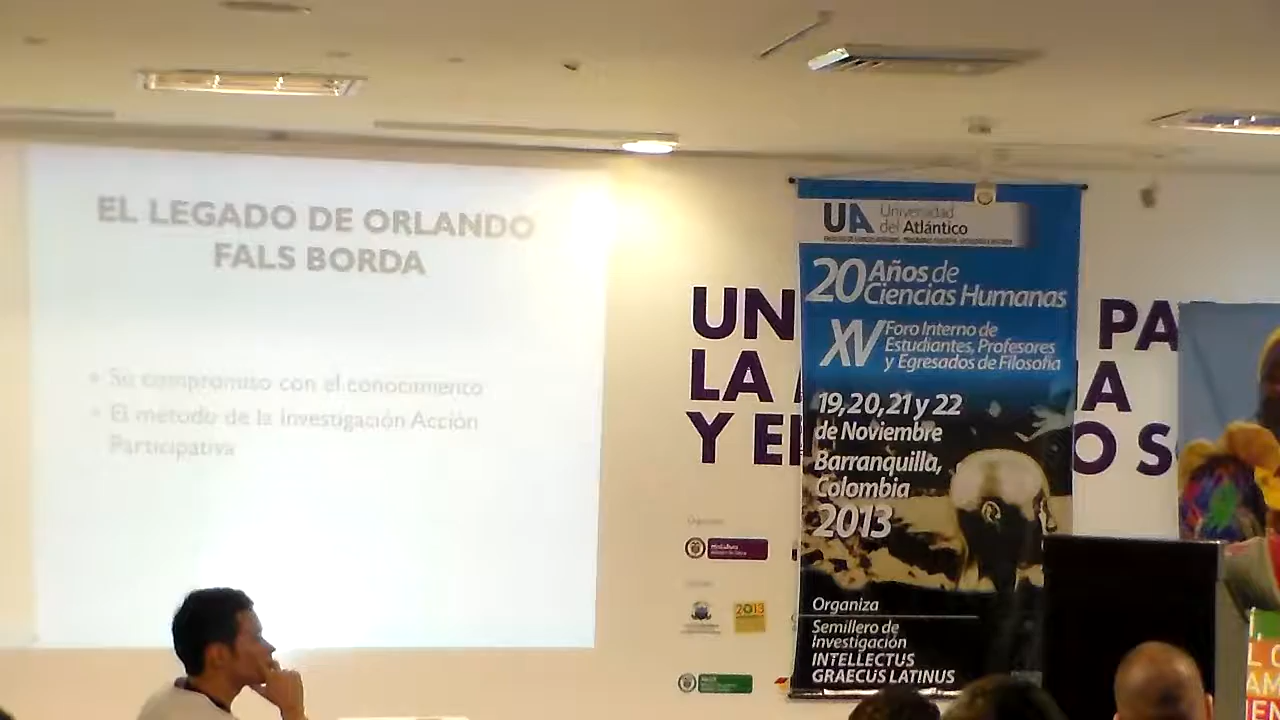 EL LEGADO DE ORLANDO
FALS BORDA
• Su compromiso con el conocimiento
• El metodo de la Investigación Acción
Participativa
UA Universidad
del Atlántico
20 Años de
Ciencias Humanas
XV Foro Interno de
Estudiantes, Profesores
y Egresados de Filosofía
19, 20, 21 y 22
de Noviembre
Barranquilla,
Colombia
2013
Organiza
Semillero de
Investigación
INTELLECTUS
GRAECUS LATINUS
UN PA
LA A
Y E O S
2013